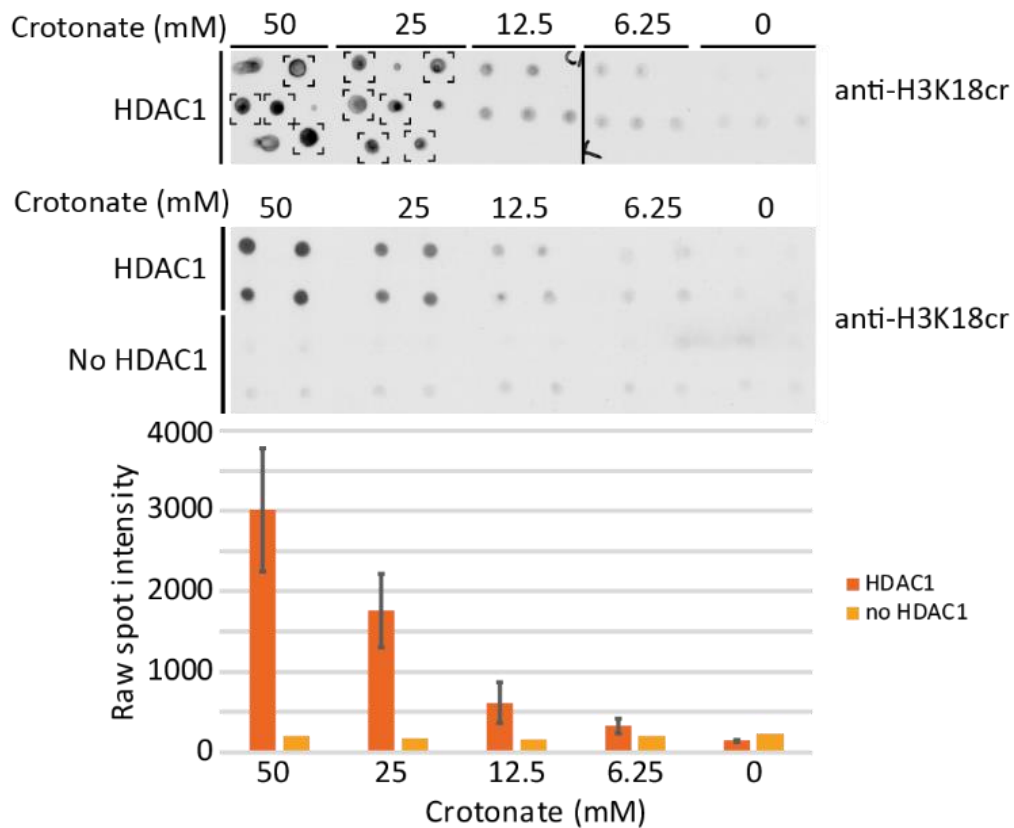 Crotonate (mM) 50 25 12.5 6.25 0
HDAC1 anti-H3K18cr
Crotonate (mM) 50 25 12.5 6.25 0
HDAC1
No HDAC1
anti-H3K18cr
4000
3000
2000
1000
0
Raw spot intensity
50 25 12.5 6.25 0
Crotonate (mM)
HDAC1
no HDAC1